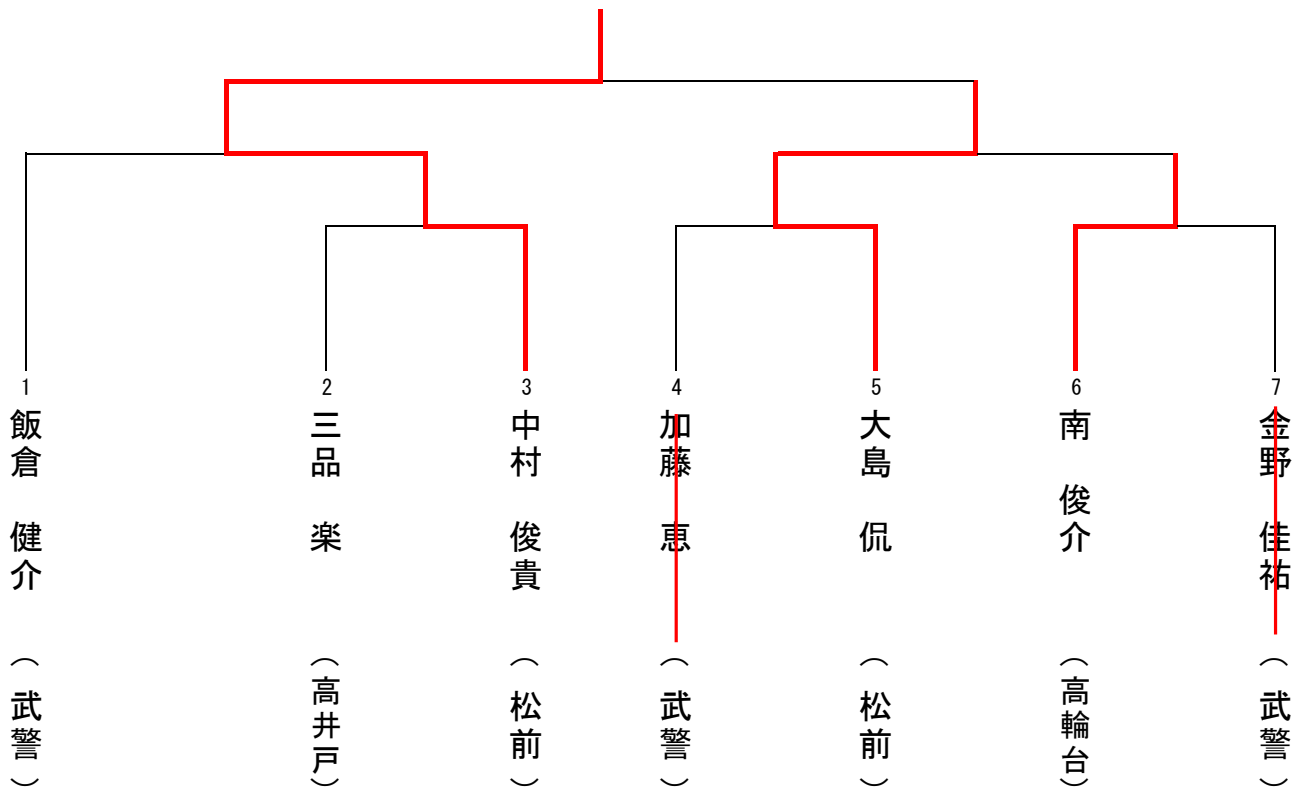 1
飯倉 健介 （武警）
2
三品 楽 （高井戸）
3
中村 俊貴 （松前）
4
加藤 恵 （武警）
5
大島 侃 （松前）
6
南 俊介 （高輪台）
7
金野 佳祐 （武警）